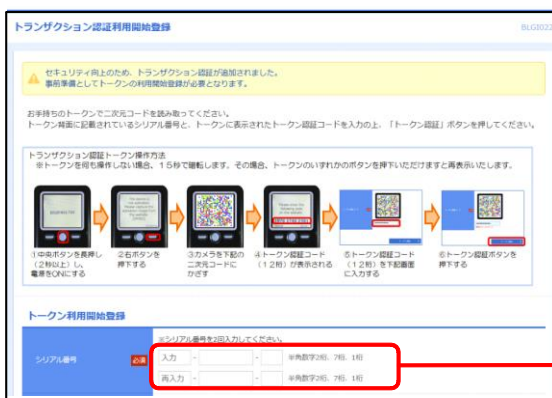 トランザクション認証利用開始登録
BLGI022
セキュリティ向上のため、トランザクション認証が追加されました。
事前準備としてトークンの利用開始登録が必要となります。
お手持ちのトークンで二次元コードを読み取ってください。
トークン背面に記載されているシリアル番号と、トークンに表示されたトークン認証コードを入力の上、「トークン認証」ボタンを押してください。
トランザクション認証トークン操作方法
※トークンを何も操作しない場合、15秒で暗転します。その場合、トークンのいずれかのボタンを押下いただけますと再表示いたします。
①中央ボタンを長押し
(2秒以上)し、
電源をONにする
②右ボタンを
押下する
③カメラを下記の
二次元コードに
かざす
④トークン認証コード
(12桁)が表示される
⑤トークン認証コード
(12桁)を下記画面
に入力する
⑥トークン認証ボタンを
押下する
トークン利用開始登録
※シリアル番号を2回入力してください。
シリアル番号
必須
入力 - - 半角数字2桁、7桁、1桁
再入力 - - 半角数字2桁、7桁、1桁